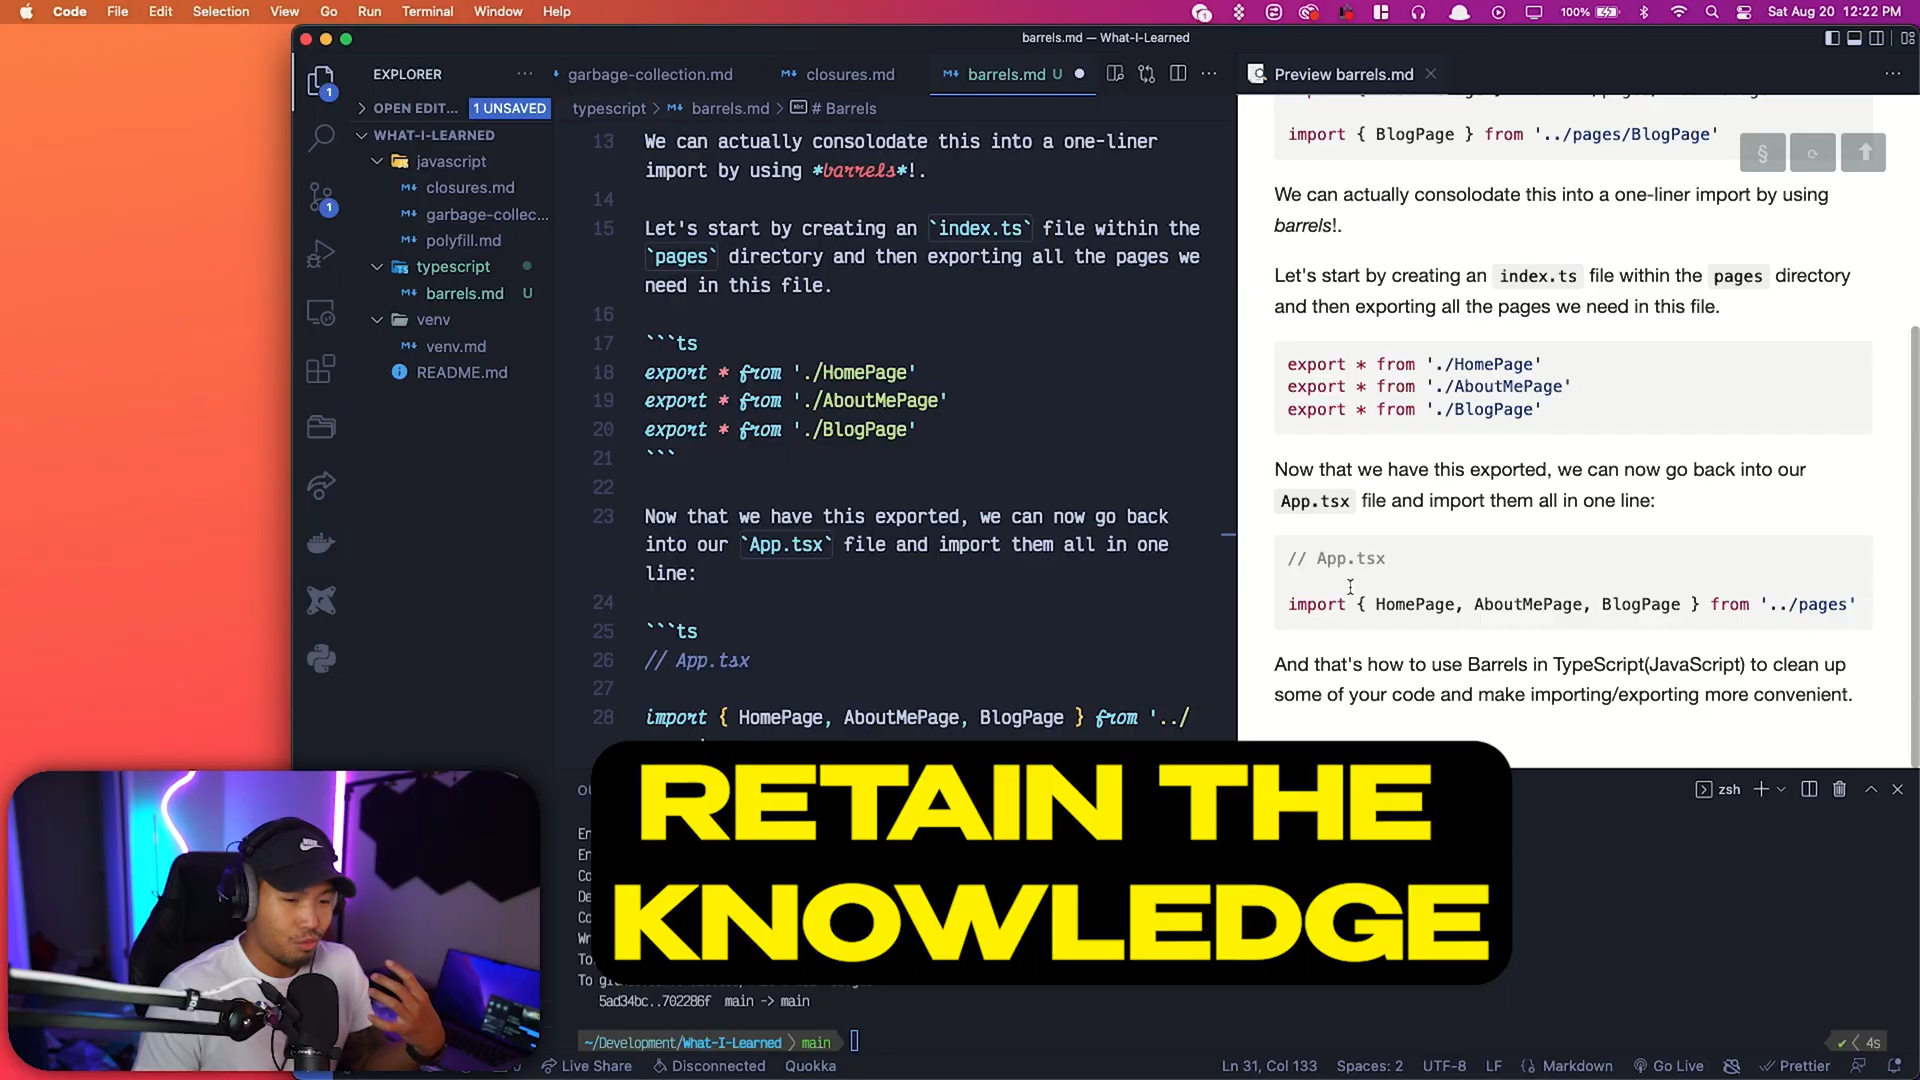 Code File Edit Selection View Go Run Terminal Window Help
1
100%
Sat Aug 20 12:22 PM
barrels.md — What-I-Learned
EXPLORER
garbage-collection.md
closures.md
barrels.md U
Preview barrels.md
1
OPEN EDIT... 1 UNSAVED
typescript > barrels.md > # Barrels
WHAT-I-LEARNED
javascript
closures.md
garbage-collec...
polyfill.md
typescript
barrels.md U
venv
venv.md
README.md
1
13 We can actually consolodate this into a one-liner
import by using *barrels*!.
14
15 Let's start by creating an `index.ts` file within the
`pages` directory and then exporting all the pages we
need in this file.
16
17 ```ts
18 export * from './HomePage'
19 export * from './AboutMePage'
20 export * from './BlogPage'
21 ```
22
23 Now that we have this exported, we can now go back
into our `App.tsx` file and import them all in one
line:
24
25 ```ts
26 // App.tsx
27
28 import { HomePage, AboutMePage, BlogPage } from '../
import { BlogPage } from '../pages/BlogPage'
§
We can actually consolodate this into a one-liner import by using
barrels!.
Let's start by creating an index.ts file within the pages directory
and then exporting all the pages we need in this file.
export * from './HomePage'
export * from './AboutMePage'
export * from './BlogPage'
Now that we have this exported, we can now go back into our
App.tsx file and import them all in one line:
// App.tsx
import { HomePage, AboutMePage, BlogPage } from '../pages'
And that's how to use Barrels in TypeScript(JavaScript) to clean up
some of your code and make importing/exporting more convenient.
RETAIN THE
KNOWLEDGE
zsh
5ad34bc..702286f main -> main
~/Development/What-I-Learned main
4s
Live Share Disconnected Quokka
Ln 31, Col 133 Spaces: 2 UTF-8 LF Markdown Go Live Prettier